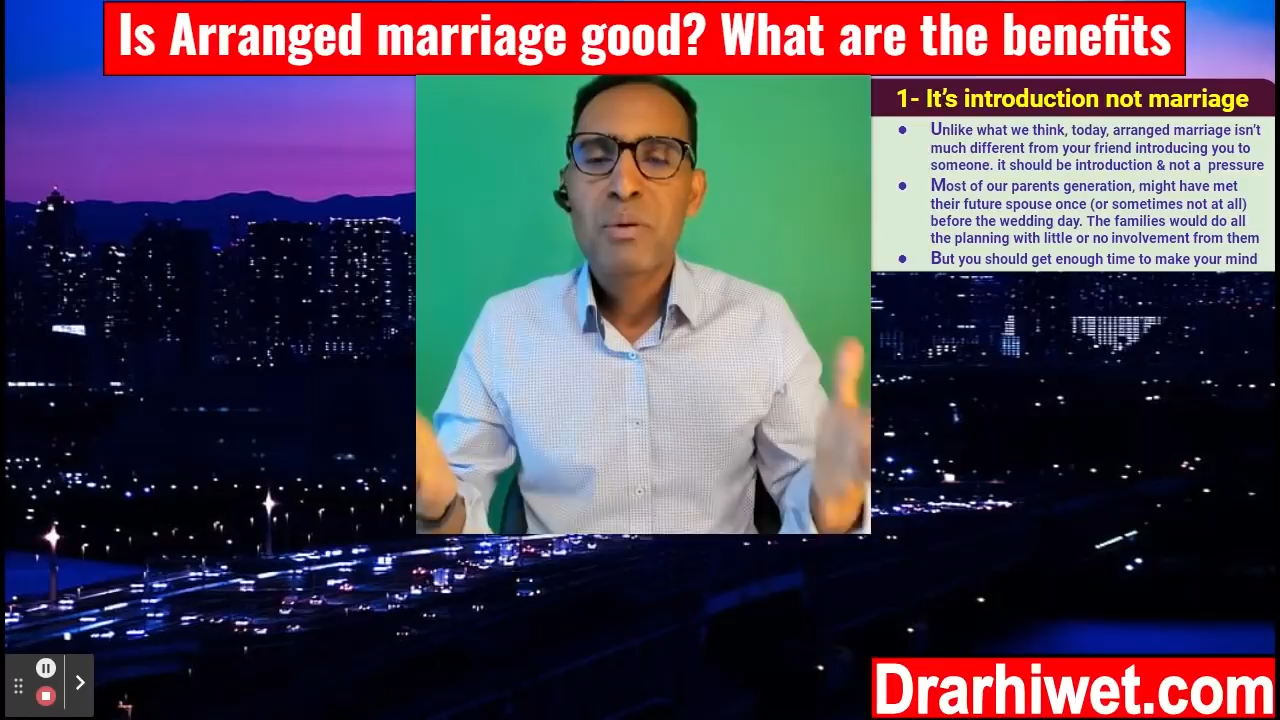 Is Arranged marriage good? What are the benefits
1- It's introduction not marriage
Unlike what we think, today, arranged marriage isn't
much different from your friend introducing you to
someone. it should be introduction & not a pressure
Most of our parents generation, might have met
their future spouse once (or sometimes not at all)
before the wedding day. The families would do all
the planning with little or no involvement from them
But you should get enough time to make your mind
Drarhiwet.com